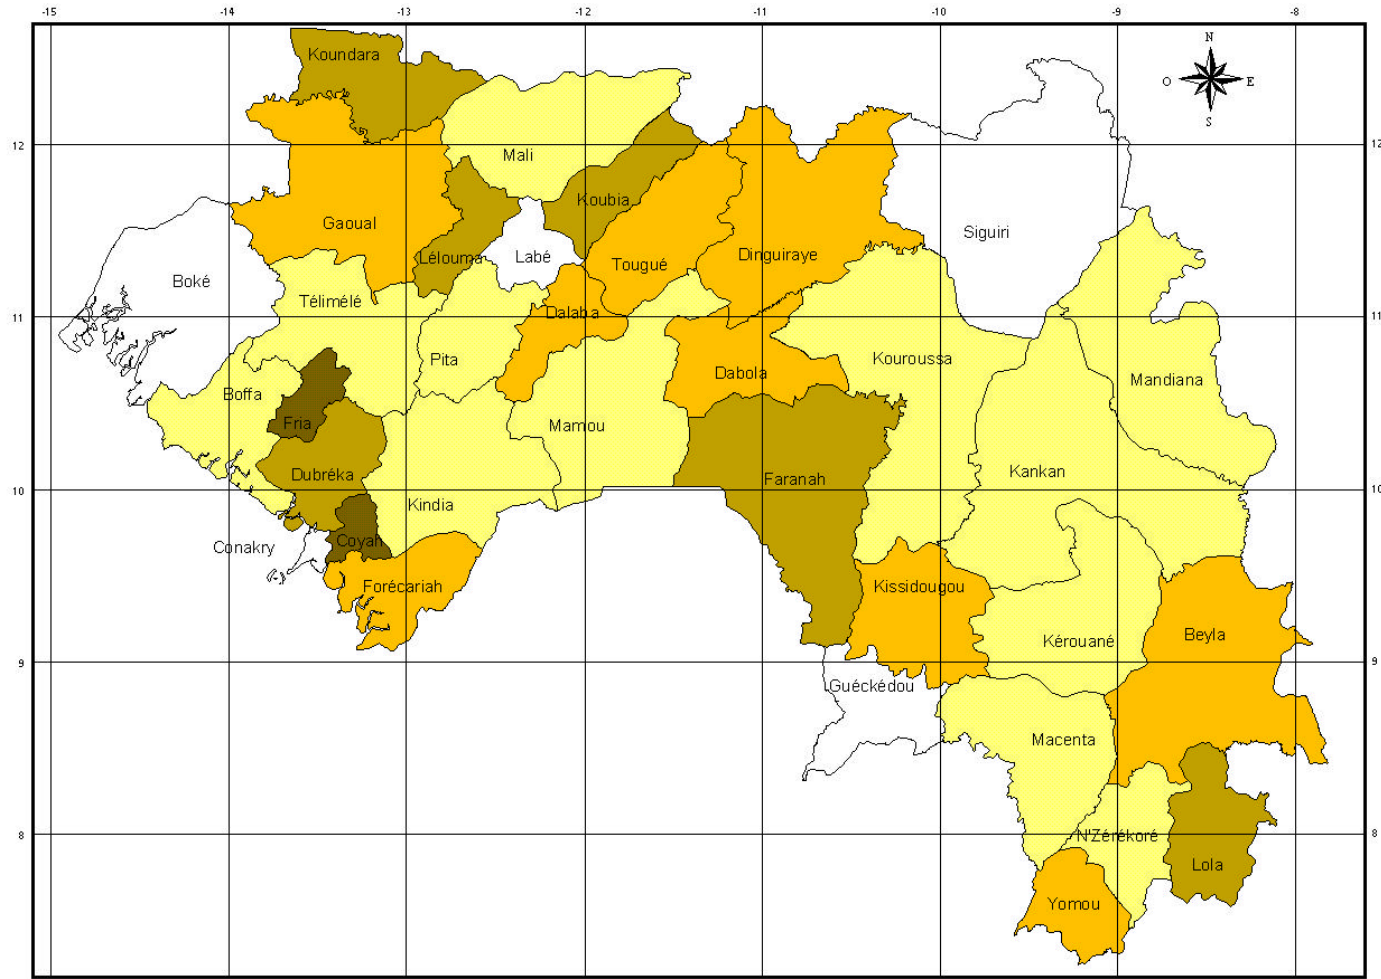 -15 -14 -13 -12 -11 -10 -9 -8
N
Koundara
O E
S
12 12
Mali
Koubia
Gaoual
Siguiri
Labé
Lélouma
Dinguiraye
Tougué
Boké
Télimélé
Dalaba
11 11
Pita
Kouroussa
Dabola
Mandiana
Boffa
Fria
Mamou
Dubréka
Kankan
Faranah
10 10
Kindia
Coyah
Conakry
Forécariah
Kissidougou
Beyla
Kérouané
9 9
Guéckédou
Macenta
8 8
N'Zérékoré
Lola
Yomou